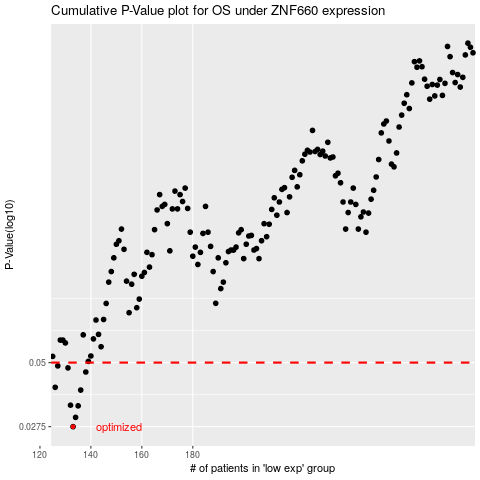 Cumulative P-Value plot for OS under ZNF660 expression
P-Value(log10)
0.05
0.0275
optimized
120 140 160 180
# of patients in 'low exp' group